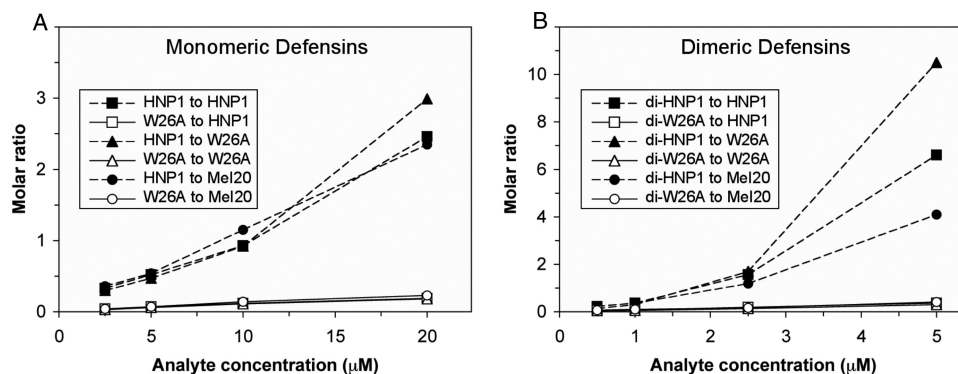 A
Monomeric Defensins
HNP1 to HNP1
W26A to HNP1
HNP1 to W26A
W26A to W26A
HNP1 to Mel20
W26A to Mel20
Molar ratio
3
2
1
0
5
10
15
20
Analyte concentration (μM)
B
Dimeric Defensins
di-HNP1 to HNP1
di-W26A to HNP1
di-HNP1 to W26A
di-W26A to W26A
di-HNP1 to Mel20
di-W26A to Mel20
Molar ratio
10
8
6
4
2
0
0
1
2
3
4
5
Analyte concentration (μM)